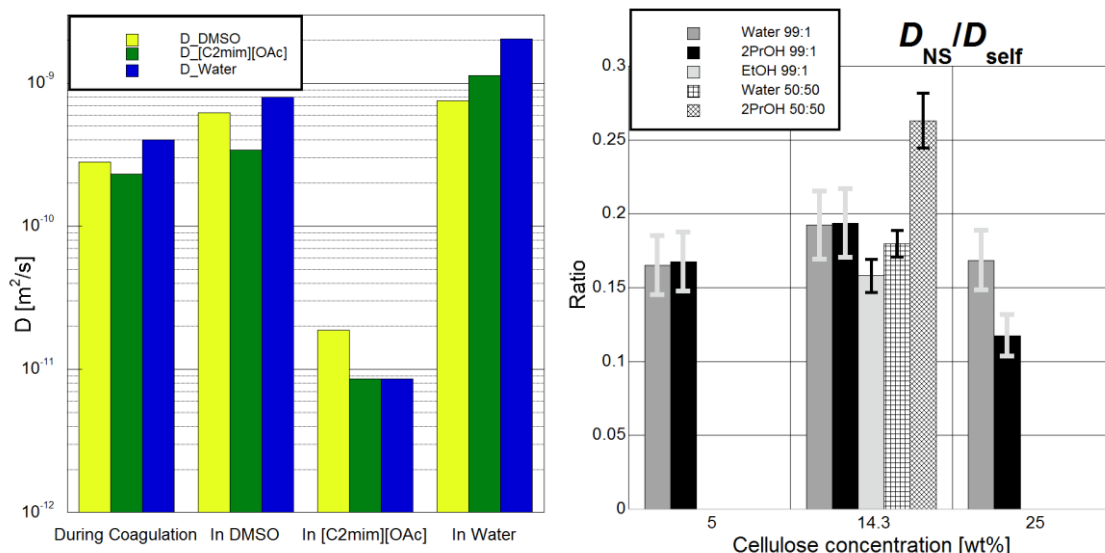 D_DMSO
D_[C2mim][OAc]
D_Water
D [m²/s]
10⁻⁹
10⁻¹⁰
10⁻¹¹
10⁻¹²
During Coagulation
In DMSO
In [C2mim][OAc]
In Water
Water 99:1
2PrOH 99:1
EtOH 99:1
Water 50:50
2PrOH 50:50
D_NS/D_self
Ratio
0.3
0.25
0.2
0.15
0.1
0.05
0
5
14.3
25
Cellulose concentration [wt%]